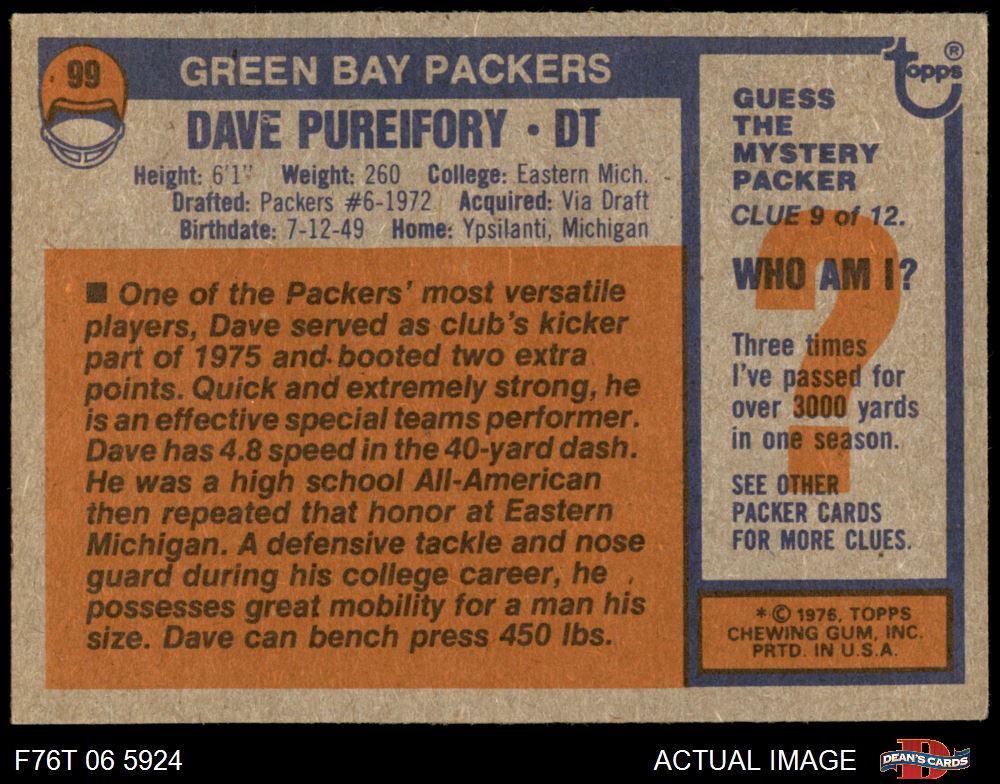 99
GREEN BAY PACKERS
DAVE PUREIFORY · DT
Height: 6'1" Weight: 260 College: Eastern Mich.
Drafted: Packers #6-1972 Acquired: Via Draft
Birthdate: 7-12-49 Home: Ypsilanti, Michigan
■ One of the Packers' most versatile
players, Dave served as club's kicker
part of 1975 and booted two extra
points. Quick and extremely strong, he
is an effective special teams performer.
Dave has 4.8 speed in the 40-yard dash.
He was a high school All-American
then repeated that honor at Eastern
Michigan. A defensive tackle and nose
guard during his college career, he
possesses great mobility for a man his
size. Dave can bench press 450 lbs.
topps®
GUESS
THE
MYSTERY
PACKER
CLUE 9 of 12.
WHO AM I?
?
Three times
I've passed for
over 3000 yards
in one season.
SEE OTHER
PACKER CARDS
FOR MORE CLUES.
* © 1976, TOPPS
CHEWING GUM, INC.
PRTD. IN U.S.A.
F76T 06 5924
ACTUAL IMAGE
D
DEAN'S CARDS